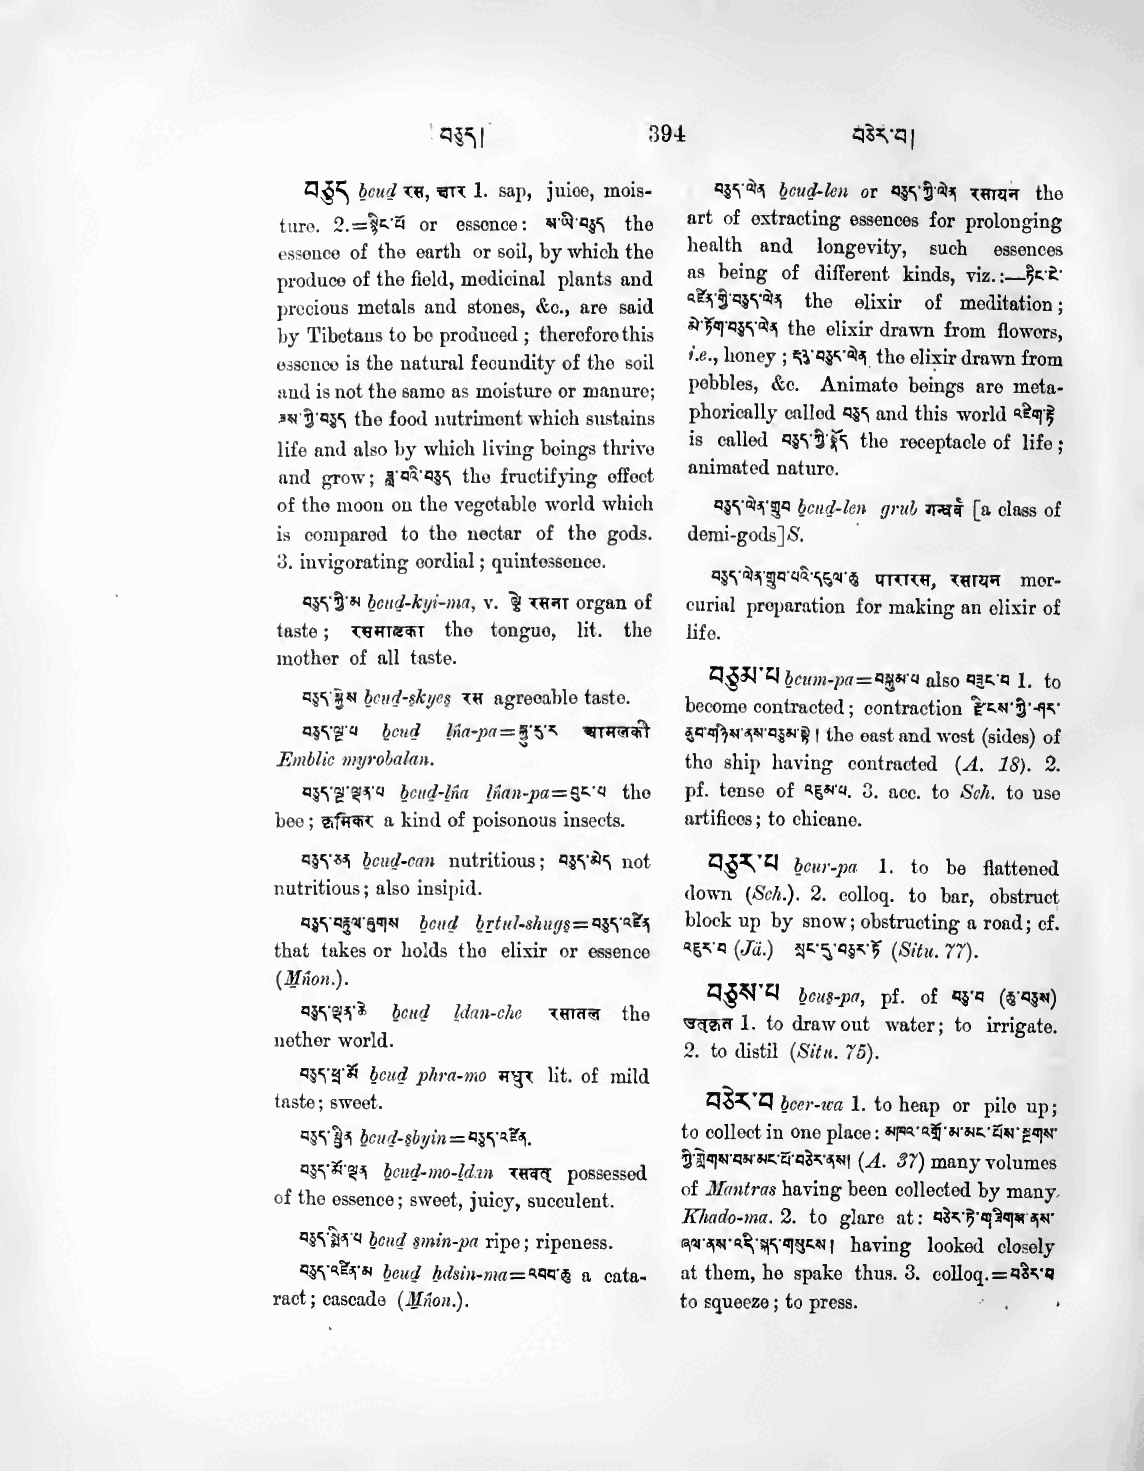 བཅུད།
394
བཅེར་བ།
བཅུད bcud रस, सार 1. sap, juice, mois-
ture. 2.=སྙིང་པོ or essence: ས་ཡི་བཅུད the
essence of the earth or soil, by which the
produce of the field, medicinal plants and
precious metals and stones, &c., are said
by Tibetans to be produced; therefore this
essence is the natural fecundity of the soil
and is not the same as moisture or manure;
ཟས་ཀྱི་བཅུད the food nutriment which sustains
life and also by which living beings thrive
and grow; ཟླ་བའི་བཅུད the fructifying effect
of the moon on the vegetable world which
is compared to the nectar of the gods.
3. invigorating cordial; quintessence.
བཅུད་ཀྱི་མ bcud-kyi-ma, v. ལྕེ रसना organ of
taste; रसमातृका the tongue, lit. the
mother of all taste.
བཅུད་སྐྱེས bcud-skyes रस agreeable taste.
བཅུད་ལྔ་པ bcud lṅa-pa=སྐྱུ་རུ་ར आमलकी
Emblic myrobalan.
བཅུད་ལྔ་ལྔན་པ bcud-lṅa lṅan-pa=བུང་བ the
bee; क्रमिकर a kind of poisonous insects.
བཅུད་ཅན bcud-can nutritious; བཅུད་མེད not
nutritious; also insipid.
བཅུད་བརྟུལ་ཞུགས bcud brtul-shugs=བཅུད་འཛིན
that takes or holds the elixir or essence
(Mṅon.).
བཅུད་ལྡན་ཆེ bcud ldan-che रसातल the
nether world.
བཅུད་ཕྲ་མོ bcud phra-mo मधुर lit. of mild
taste; sweet.
བཅུད་སྦྱིན bcud-sbyin=བཅུད་འཛིན.
བཅུད་མོ་ལྡན bcud-mo-ldan रसवत् possessed
of the essence; sweet, juicy, succulent.
བཅུད་སྨིན་པ bcud smin-pa ripe; ripeness.
བཅུད་འཛིན་མ bcud hdsin-ma=འབབ་ཆུ a cata-
ract; cascade (Mṅon.).
བཅུད་ལེན bcud-len or བཅུད་ཀྱི་ལེན रसायन the
art of extracting essences for prolonging
health and longevity, such essences
as being of different kinds, viz.:—ཏིང་ངེ་
འཛིན་གྱི་བཅུད་ལེན the elixir of meditation;
མེ་ཏོག་བཅུད་ལེན the elixir drawn from flowers,
i.e., honey; རྡེའུ་བཅུད་ལེན the elixir drawn from
pebbles, &c. Animate beings are meta-
phorically called བཅུད and this world འཇིག་རྟེན
is called བཅུད་ཀྱི་སྣོད the receptacle of life;
animated nature.
བཅུད་ལེན་གྲུབ bcud-len grub गन्धर्व [a class of
demi-gods]S.
བཅུད་ལེན་གྲུབ་པའི་དངུལ་ཆུ पारारस, रसायन mer-
curial preparation for making an elixir of
life.
བཅུམ་པ bcum-pa=བསྐུམ་པ also བཟུང་བ 1. to
become contracted; contraction རྫིངས་ཀྱི་ཤར་
ནུབ་གཉིས་ནས་བཅུམ་སྟེ། the east and west (sides) of
the ship having contracted (A. 18). 2.
pf. tense of འཇུམ་པ. 3. acc. to Sch. to use
artifices; to chicane.
བཅུར་པ bcur-pa 1. to be flattened
down (Sch.). 2. colloq. to bar, obstruct
block up by snow; obstructing a road; cf.
འཇུར་བ (Jä.) སྲང་དུ་བཅུར་ཏོ (Situ. 77).
བཅུས་པ bcus-pa, pf. of བཅུ་བ (ཆུ་བཅུས)
उत्कृत 1. to draw out water; to irrigate.
2. to distil (Situ. 75).
བཅེར་བ bcer-wa 1. to heap or pile up;
to collect in one place: མཁའ་འགྲོ་མ་མང་པོས་སྔགས་
ཀྱི་གླེགས་བམ་མང་པོ་བཅེར་ནས། (A. 37) many volumes
of Mantras having been collected by many
Khado-ma. 2. to glare at: བཅེར་ཏེ་གཟིགས་ནས་
ཞལ་ནས་འདི་སྐད་གསུངས། having looked closely
at them, he spake thus. 3. colloq.=བཅིར་བ
to squeeze; to press.